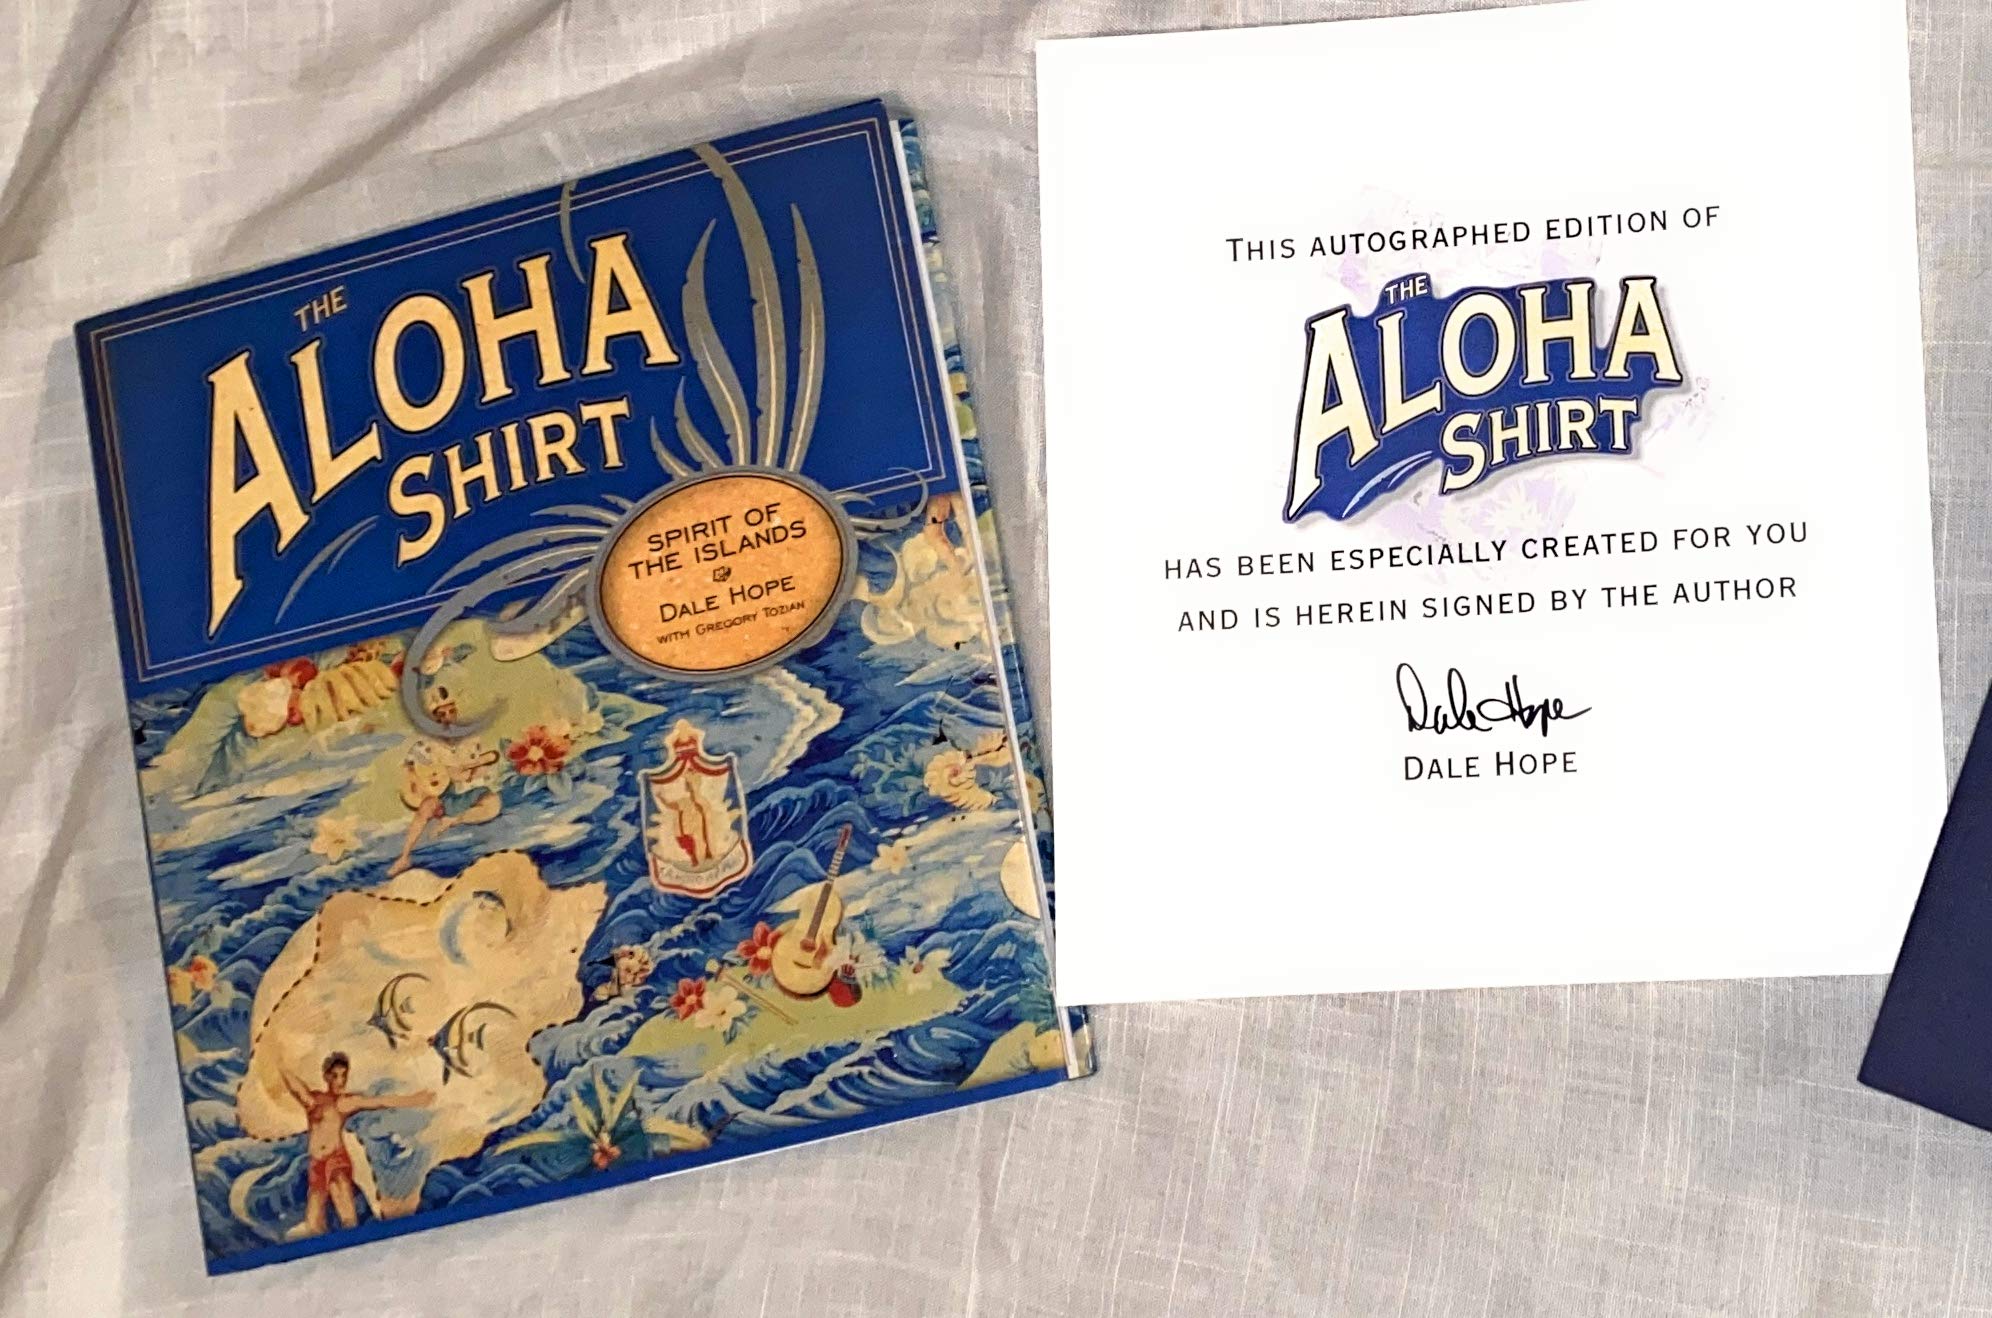 THE
ALOHA
SHIRT
SPIRIT OF
THE ISLANDS
DALE HOPE
WITH GREGORY TOZIAN
THIS AUTOGRAPHED EDITION OF
THE
ALOHA
SHIRT
HAS BEEN ESPECIALLY CREATED FOR YOU
AND IS HEREIN SIGNED BY THE AUTHOR
Dale Hope
DALE HOPE